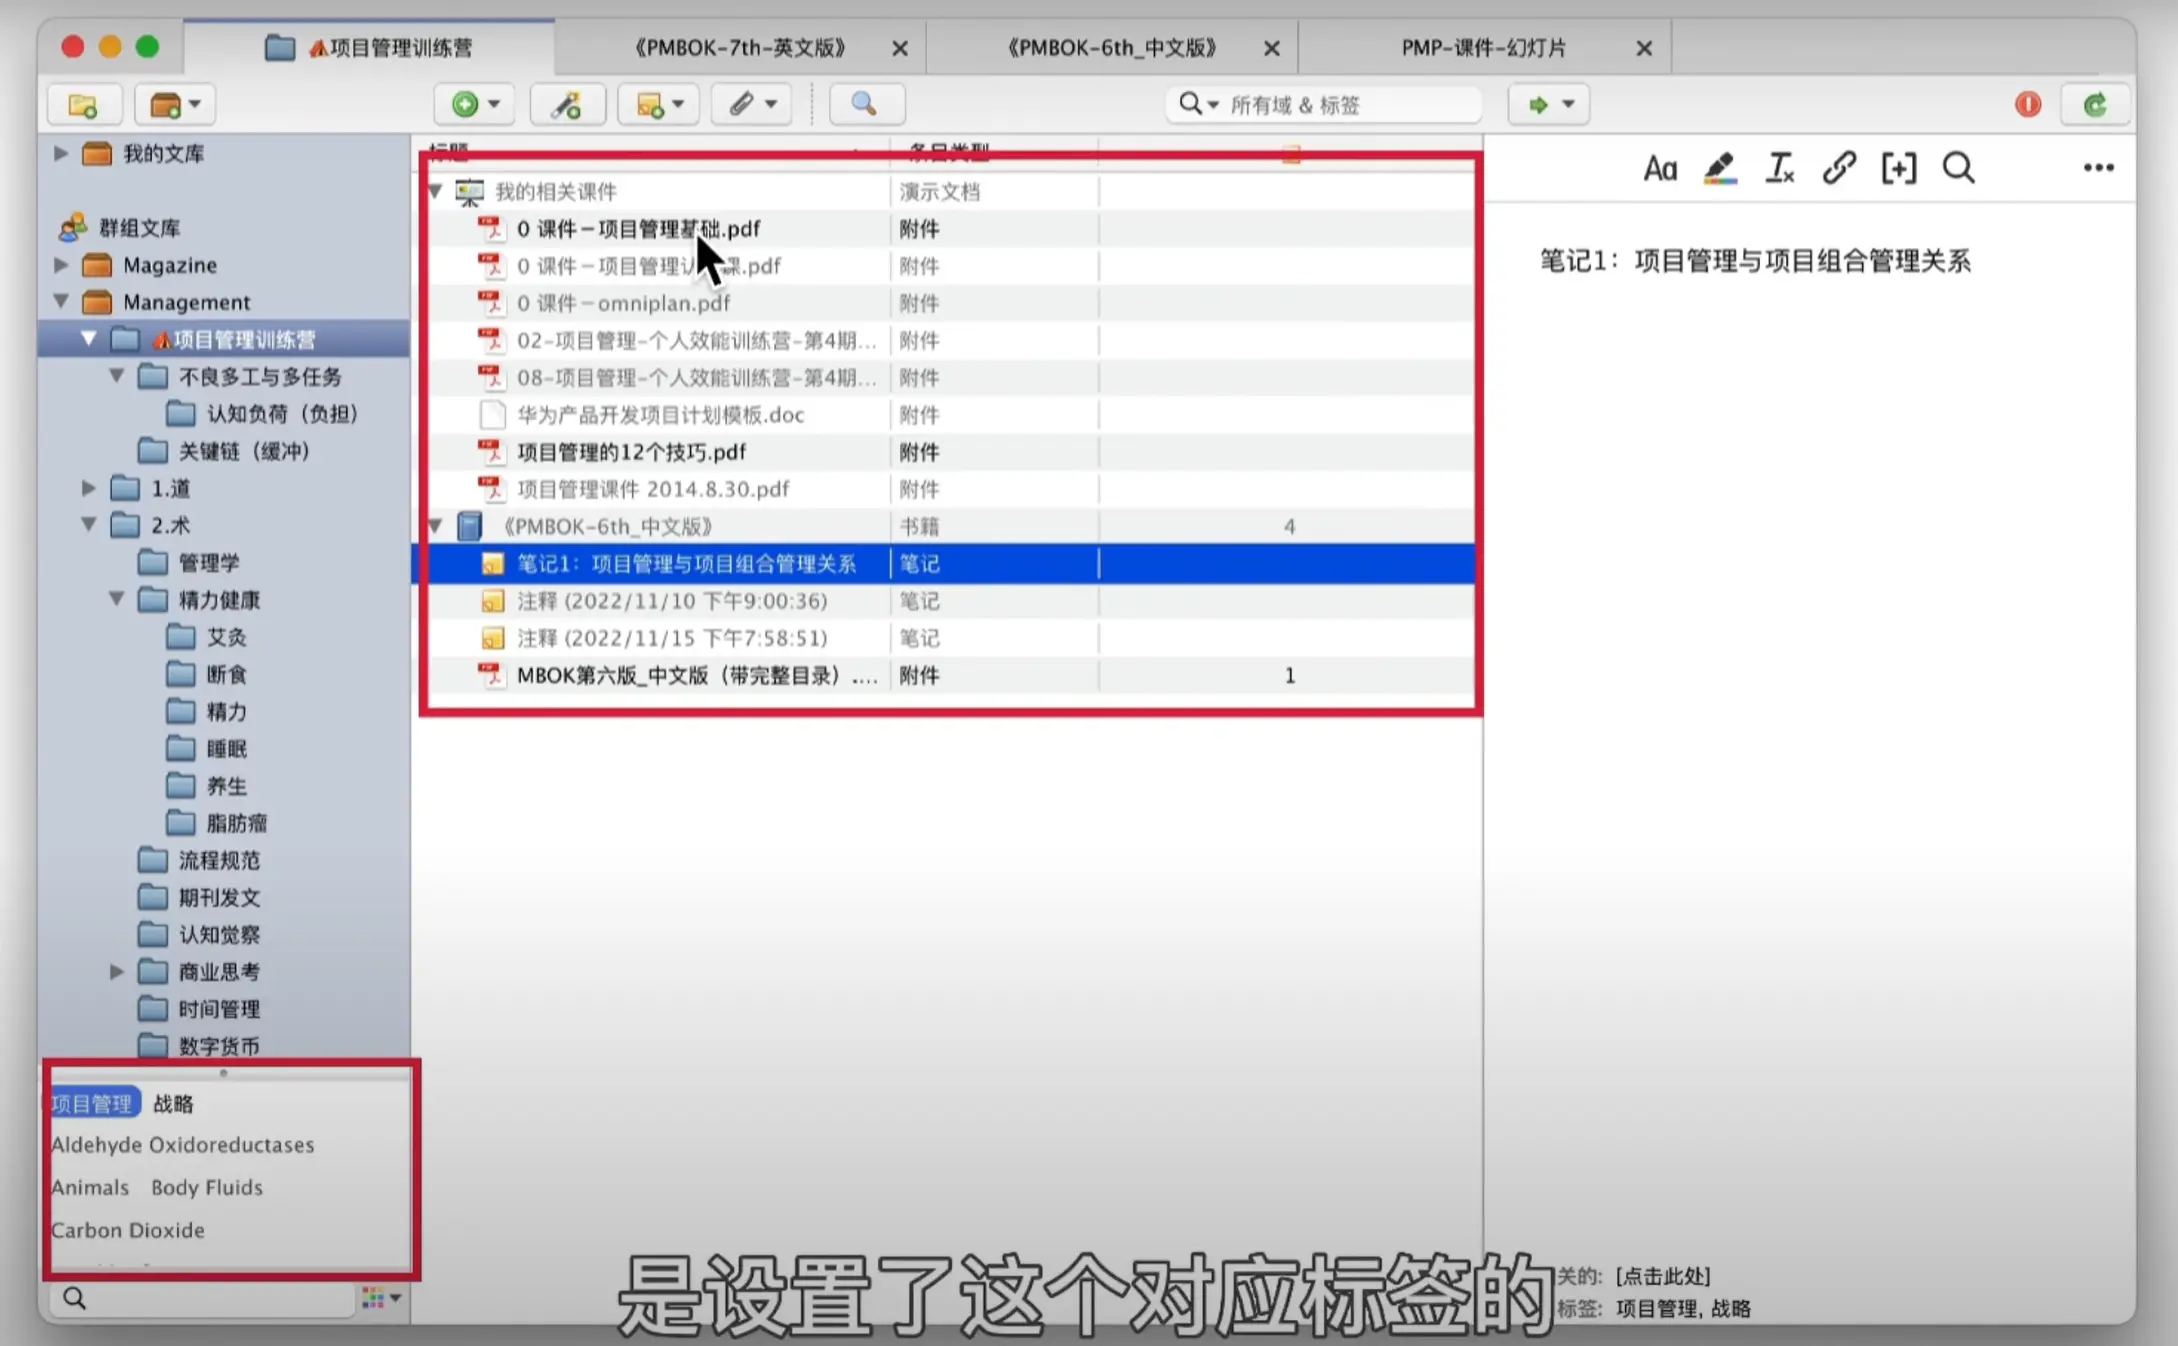 项目管理训练营
《PMBOK-7th-英文版》
《PMBOK-6th_中文版》
PMP-课件-幻灯片
所有域 & 标签
我的文库
群组文库
Magazine
Management
项目管理训练营
不良多工与多任务
认知负荷（负担）
关键链（缓冲）
1.道
2.术
管理学
精力健康
艾灸
断食
精力
睡眠
养生
脂肪瘤
流程规范
期刊发文
认知觉察
商业思考
时间管理
数字货币
项目管理 战略
Aldehyde Oxidoreductases
Animals Body Fluids
Carbon Dioxide
标题 条目类型
我的相关课件 演示文档
0 课件－项目管理基础.pdf 附件
0 课件－项目管理认 课.pdf 附件
0 课件－omniplan.pdf 附件
02-项目管理-个人效能训练营-第4期... 附件
08-项目管理-个人效能训练营-第4期... 附件
华为产品开发项目计划模板.doc 附件
项目管理的12个技巧.pdf 附件
项目管理课件 2014.8.30.pdf 附件
《PMBOK-6th_中文版》 书籍 4
笔记1：项目管理与项目组合管理关系 笔记
注释 (2022/11/10 下午9:00:36) 笔记
注释 (2022/11/15 下午7:58:51) 笔记
MBOK第六版_中文版（带完整目录）.... 附件 1
Aa
笔记1：项目管理与项目组合管理关系
关的: [点击此处]
标签: 项目管理, 战略
是设置了这个对应标签的